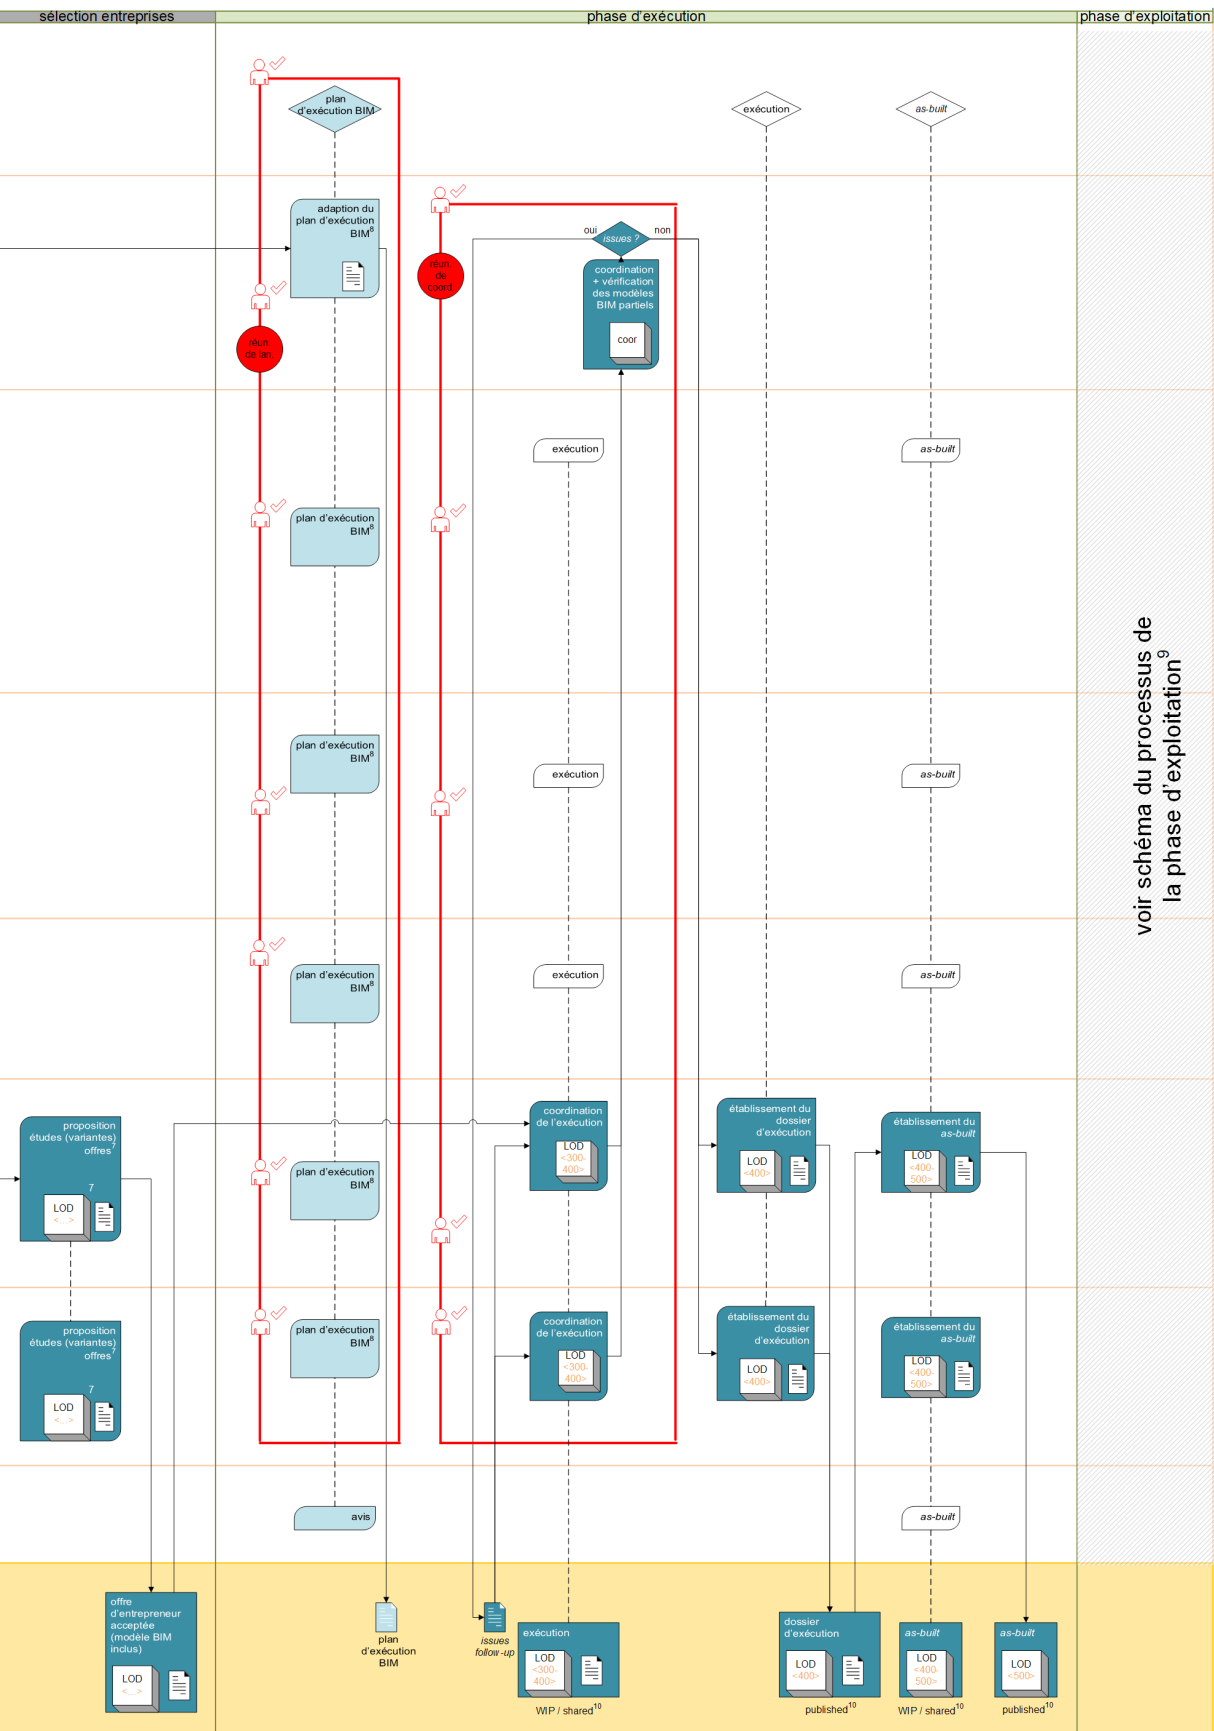 sélection entreprises
phase d'exécution
phase d'exploitation
plan
d'exécution BIM
exécution
as-built
adaption du
plan d'exécution
BIM8
réun.
de
coord.
oui
issues ?
non
coordination
+ vérification
des modèles
BIM partiels
coor
réun.
de lan.
exécution
as-built
plan d'exécution
BIM8
voir schéma du processus de
la phase d'exploitation9
plan d'exécution
BIM8
exécution
as-built
plan d'exécution
BIM8
exécution
as-built
proposition
études (variantes)
offres7
7
LOD
<...>
plan d'exécution
BIM8
coordination
de l'exécution
LOD
<300-
400>
établissement du
dossier
d'exécution
LOD
<400>
établissement du
as-built
LOD
<400-
500>
proposition
études (variantes)
offres7
7
LOD
<...>
plan d'exécution
BIM8
coordination
de l'exécution
LOD
<300-
400>
établissement du
dossier
d'exécution
LOD
<400>
établissement du
as-built
LOD
<400-
500>
avis
as-built
offre
d'entrepreneur
acceptée
(modèle BIM
inclus)
LOD
<...>
plan
d'exécution
BIM
issues
follow-up
exécution
LOD
<300-
400>
WIP / shared10
dossier
d'exécution
LOD
<400>
published10
as-built
LOD
<400-
500>
WIP / shared10
as-built
LOD
<500>
published10